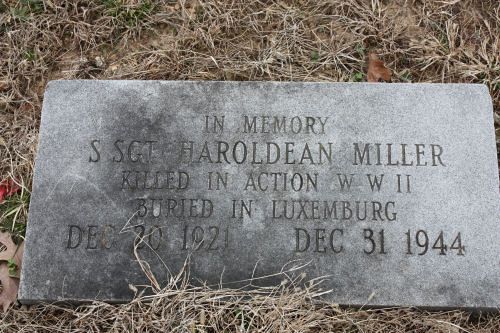 IN MEMORY
S SGT HAROLDEAN MILLER
KILLED IN ACTION W W II
BURIED IN LUXEMBURG
DEC 20 1921 DEC 31 1944